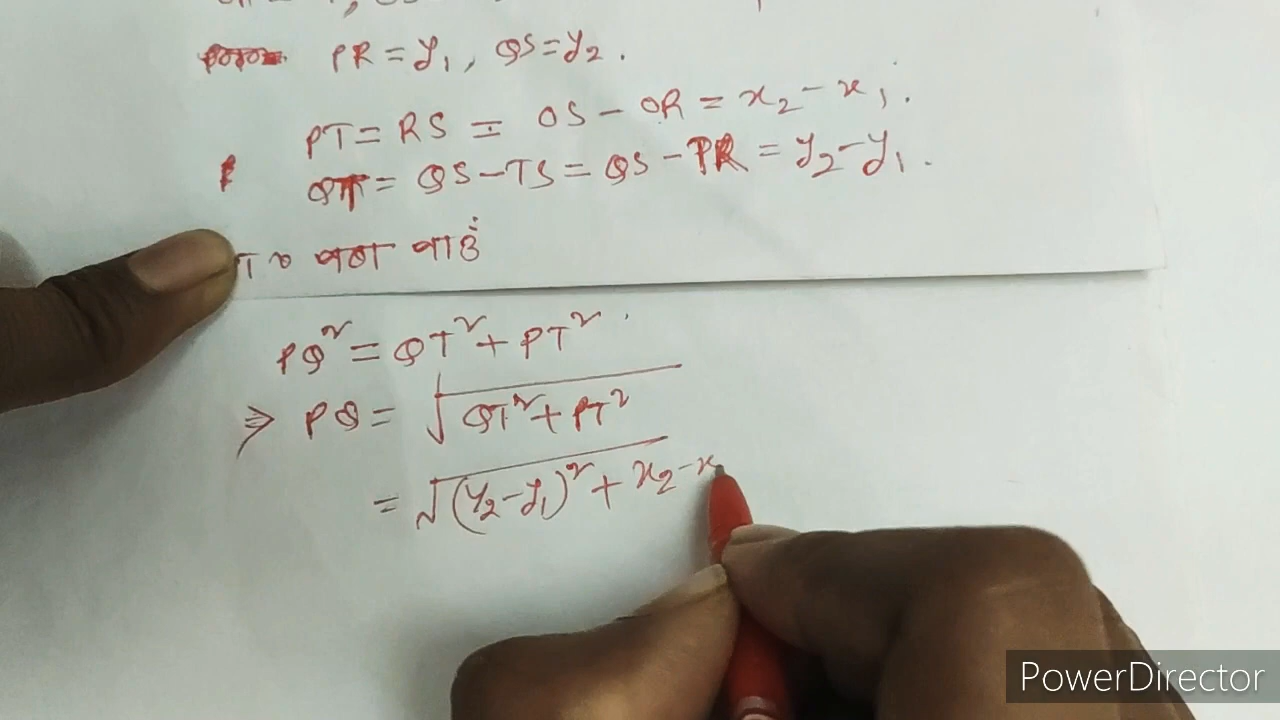 PR = y₁, QS = y₂.
PT = RS = OS - OR = x₂ - x₁.
QT = QS - TS = QS - PR = y₂ - y₁.
PQ² = QT² + PT²
⇒ PQ = √QT² + PT²
= √(y₂ - y₁)² + x₂ - x
PowerDirector